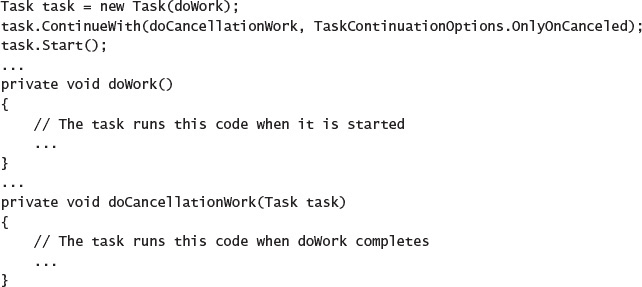 Task task = new Task(doWork);
task.ContinueWith(doCancellationWork, TaskContinuationOptions.OnlyOnCanceled);
task.Start();
...
private void doWork()
{
    // The task runs this code when it is started
    ...
}
...
private void doCancellationWork(Task task)
{
    // The task runs this code when doWork completes
    ...
}